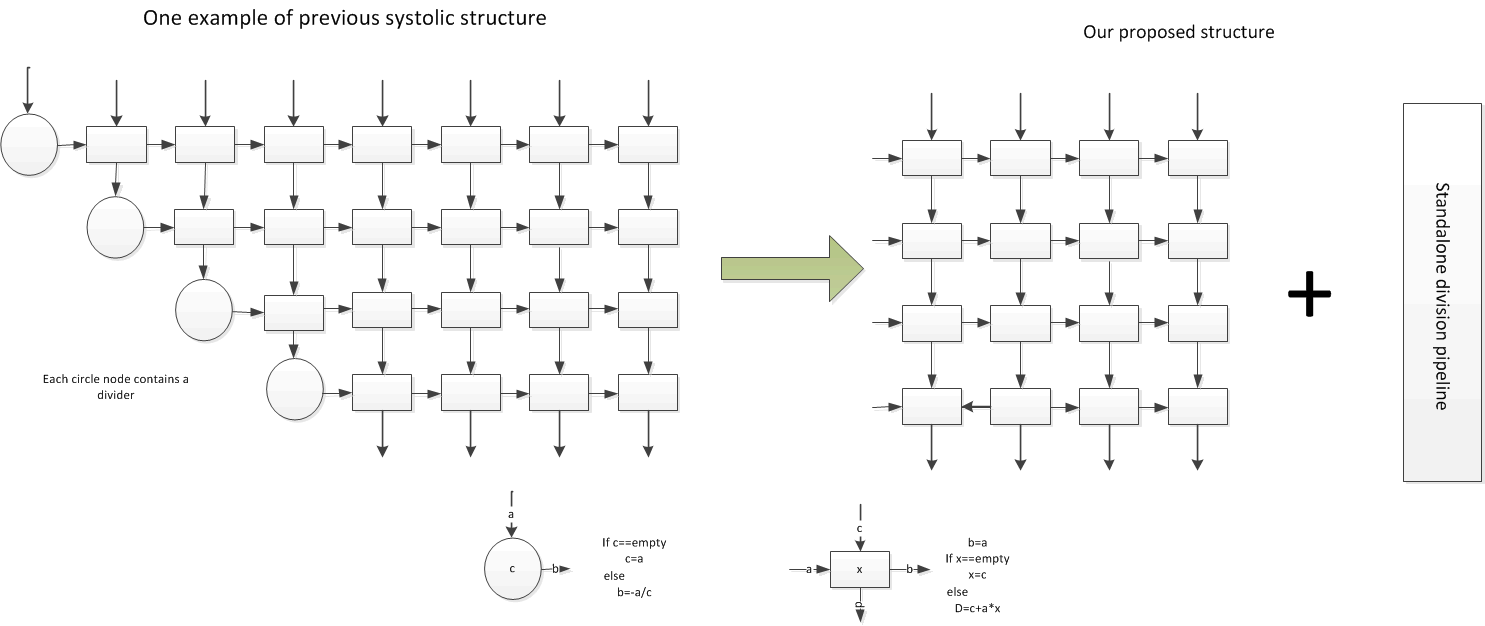 One example of previous systolic structure
Our proposed structure
Standalone division pipeline
Each circle node contains a
divider
a
c
b
If c==empty
c=a
else
b=-a/c
c
a
x
b
d
b=a
If x==empty
x=c
else
D=c+a*x